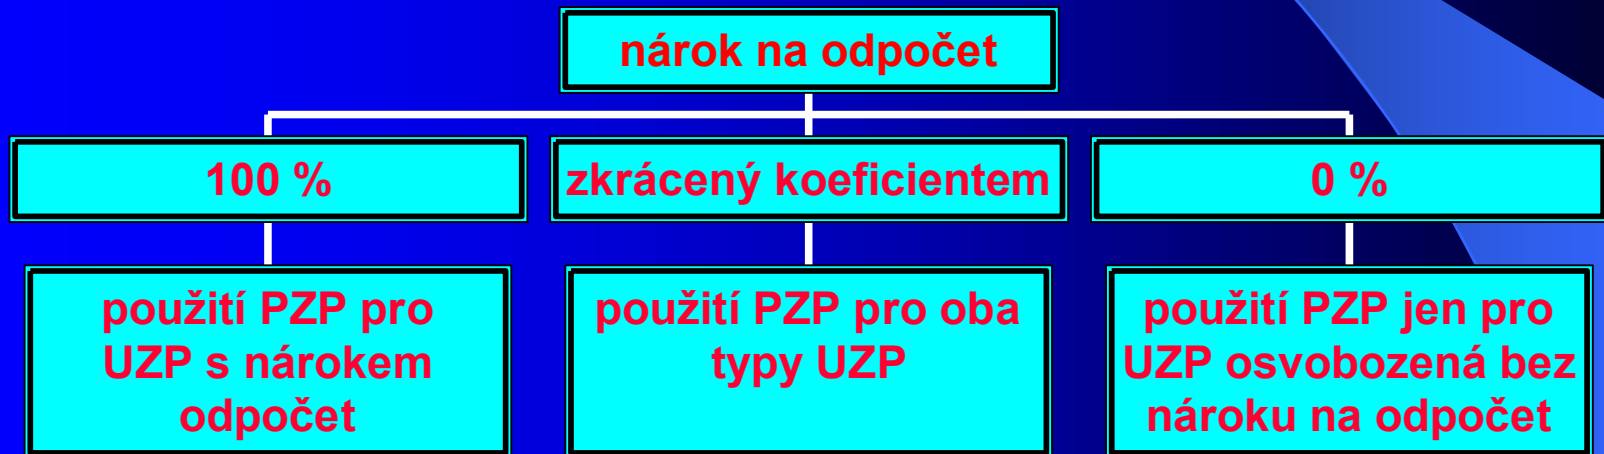 nárok na odpočet
100 %
zkrácený koeficientem
0 %
použití PZP pro
UZP s nárokem
odpočet
použití PZP pro oba
typy UZP
použití PZP jen pro
UZP osvobozená bez
nároku na odpočet